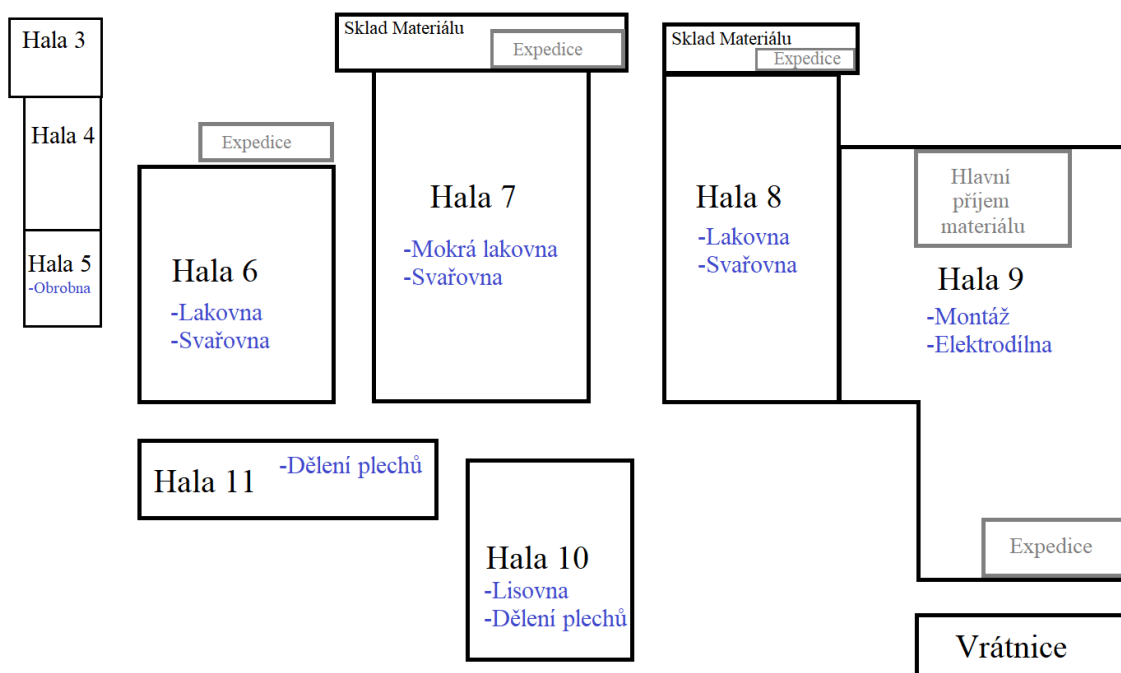 Hala 3
Hala 4
Hala 5
-Obrobna
Expedice
Hala 6
-Lakovna
-Svařovna
Sklad Materiálu
Expedice
Hala 7
-Mokrá lakovna
-Svařovna
Sklad Materiálu
Expedice
Hala 8
-Lakovna
-Svařovna
Hlavní
příjem
materiálu
Hala 9
-Montáž
-Elektrodílna
Expedice
Hala 11
-Dělení plechů
Hala 10
-Lisovna
-Dělení plechů
Vrátnice